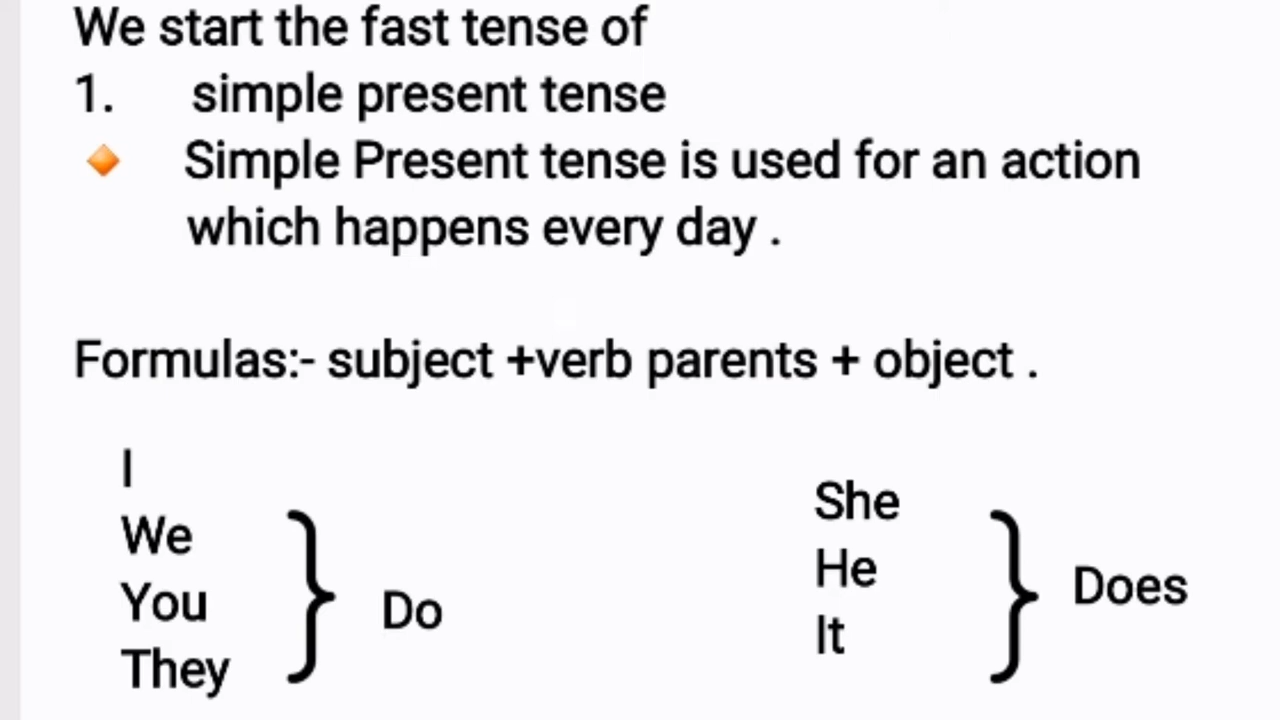 We start the fast tense of
1. simple present tense
🔸 Simple Present tense is used for an action
which happens every day .
Formulas:- subject +verb parents + object .
I
We
You
They
} Do
She
He
It
} Does